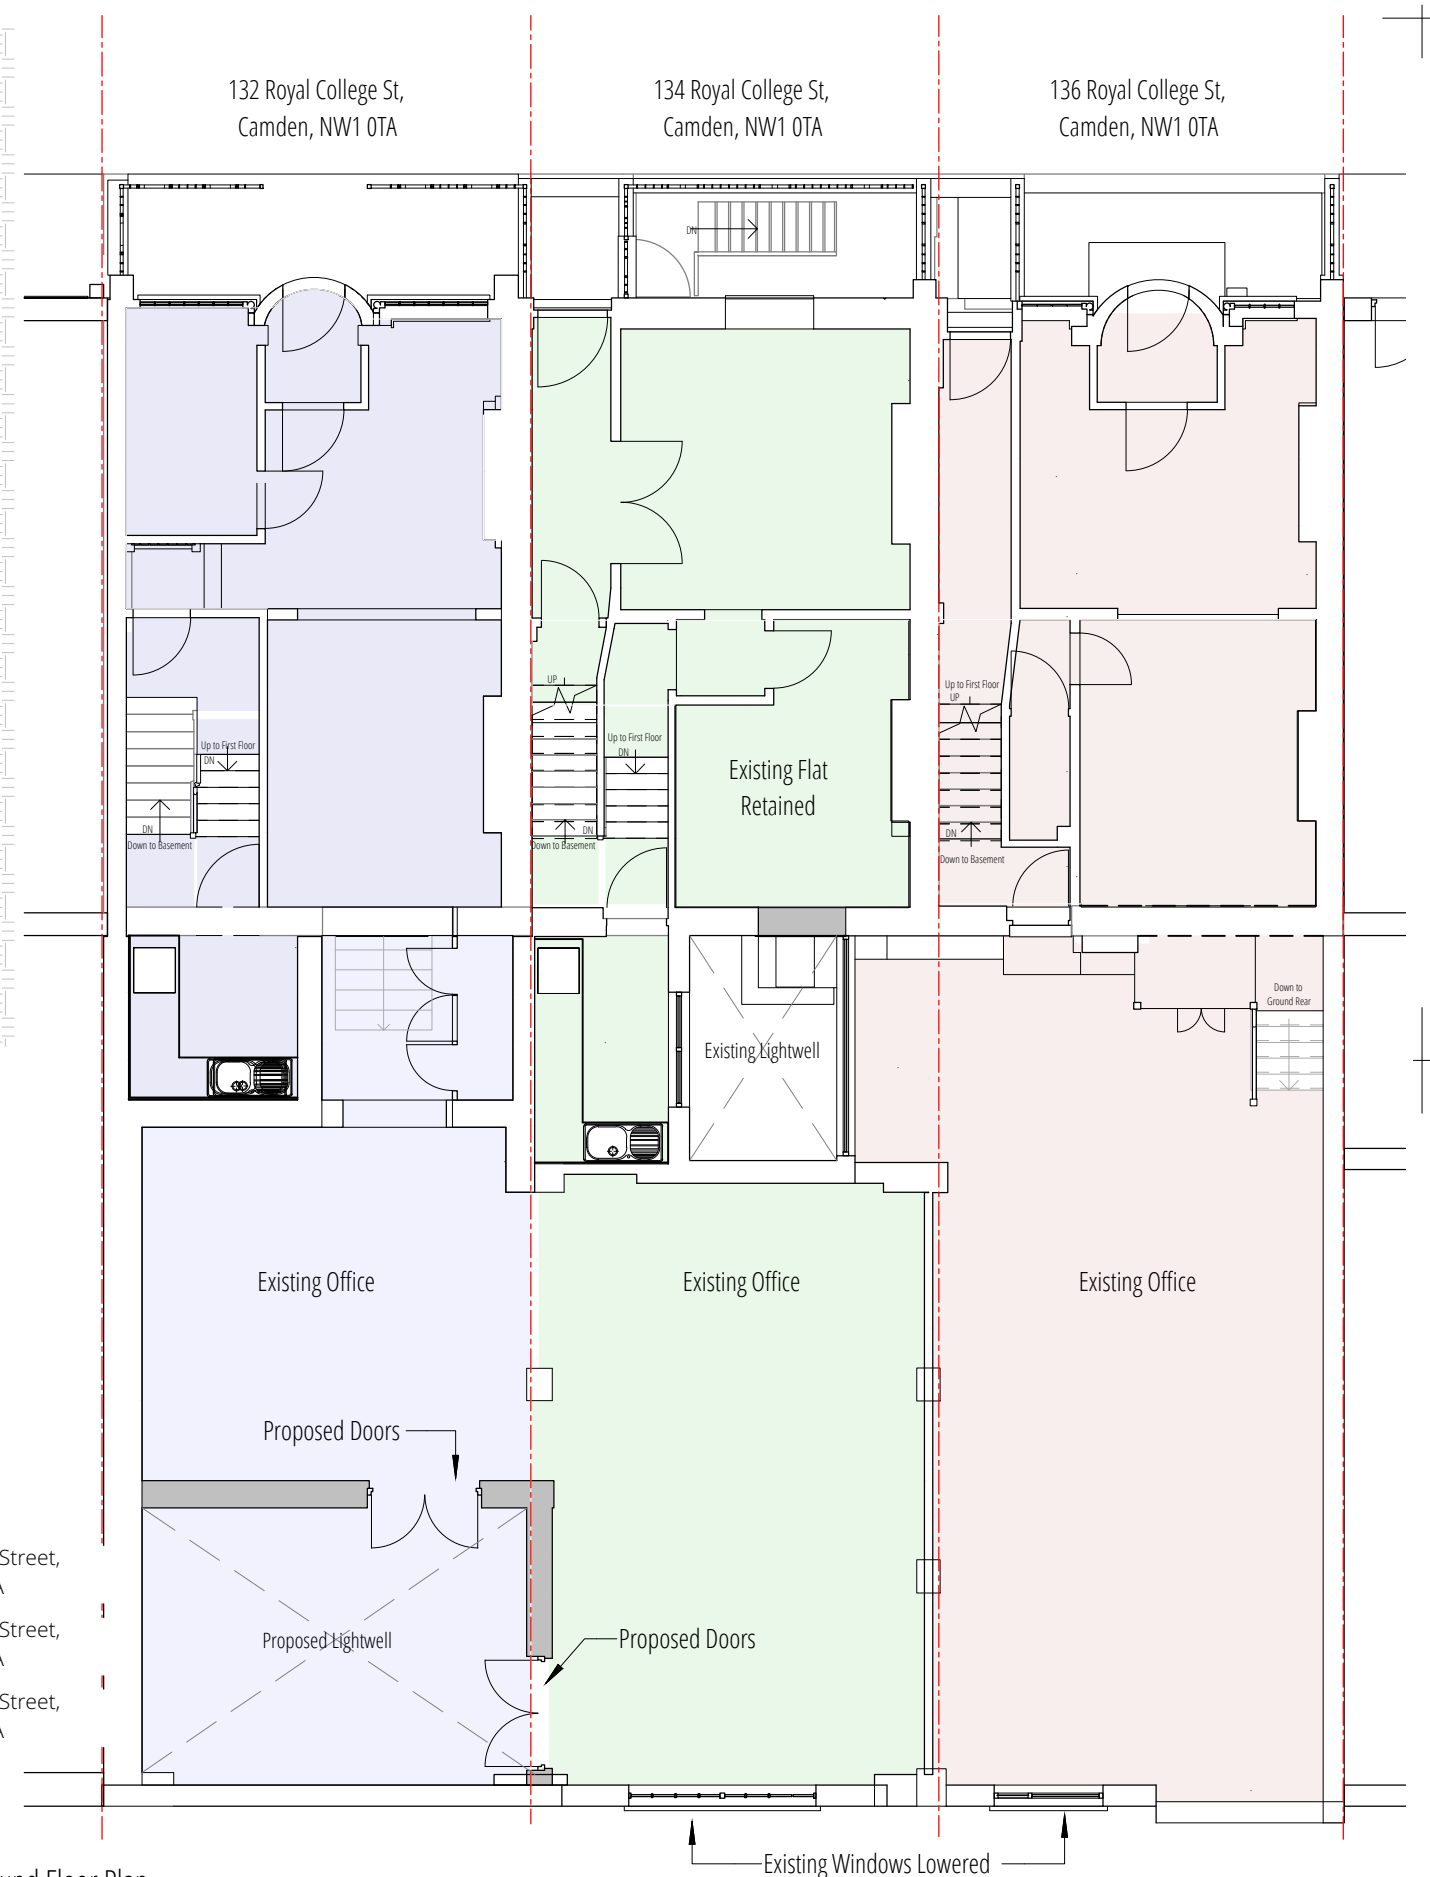 132 Royal College St,
Camden, NW1 0TA
134 Royal College St,
Camden, NW1 0TA
136 Royal College St,
Camden, NW1 0TA
DN
UP
Up to First Floor
UP
Up to First Floor
DN
Up to First Floor
DN
Existing Flat
Retained
DN
Down to Basement
DN
Down to Basement
DN
Down to Basement
Down to
Ground Rear
Existing Lightwell
Existing Office
Existing Office
Existing Office
Proposed Doors
Street,
Street,
Proposed Lightwell
Proposed Doors
Street,
Existing Windows Lowered
Floor Plan